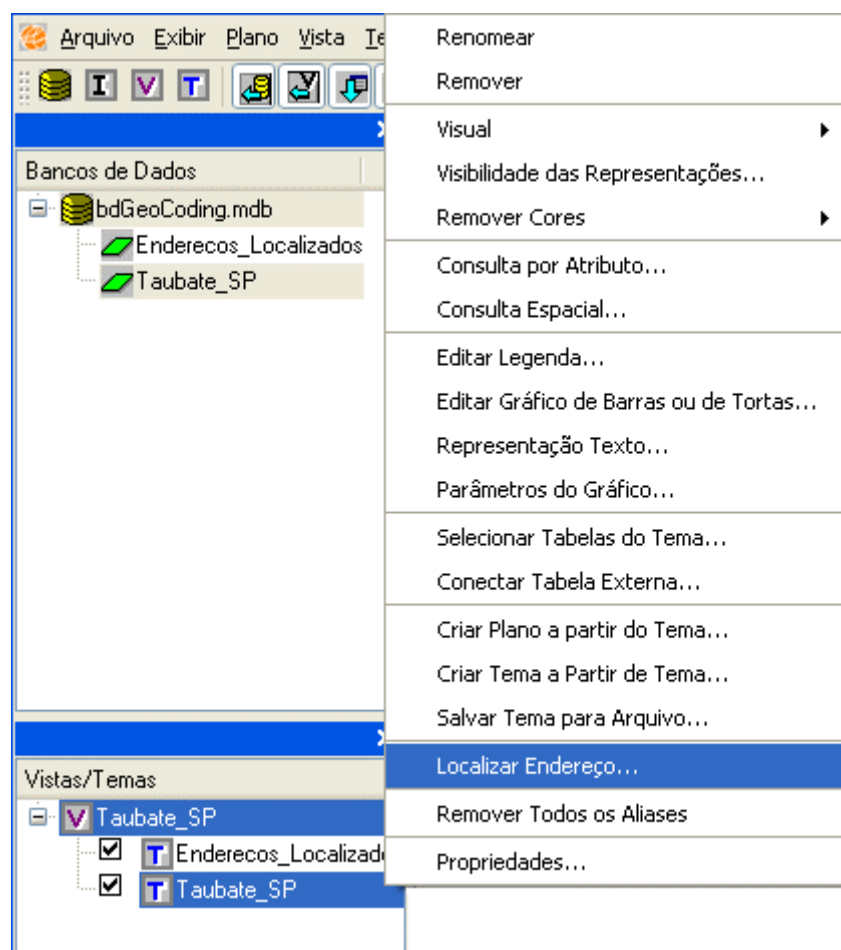 Arquivo Exibir Plano Vista Te
I V T
Bancos de Dados
bdGeoCoding.mdb
Enderecos_Localizados
Taubate_SP
Vistas/Temas
V Taubate_SP
T Enderecos_Localizad
T Taubate_SP
Renomear
Remover
Visual
Visibilidade das Representações...
Remover Cores
Consulta por Atributo...
Consulta Espacial...
Editar Legenda...
Editar Gráfico de Barras ou de Tortas...
Representação Texto...
Parâmetros do Gráfico...
Selecionar Tabelas do Tema...
Conectar Tabela Externa...
Criar Plano a partir do Tema...
Criar Tema a Partir de Tema...
Salvar Tema para Arquivo...
Localizar Endereço...
Remover Todos os Aliases
Propriedades...